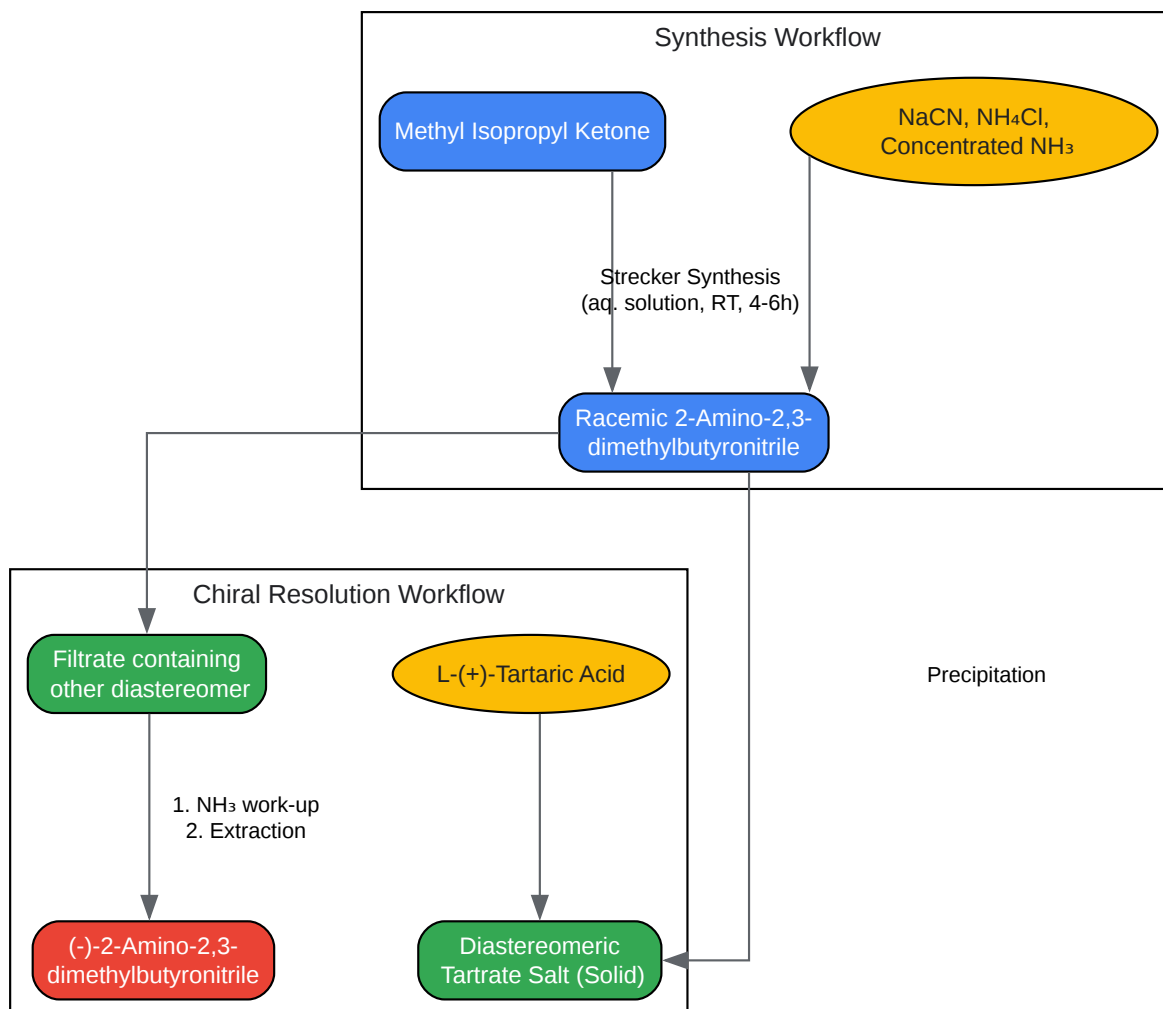 Synthesis Workflow
Methyl Isopropyl Ketone
NaCN, NH₄Cl,
Concentrated NH₃
Strecker Synthesis
(aq. solution, RT, 4-6h)
Racemic 2-Amino-2,3-
dimethylbutyronitrile
Chiral Resolution Workflow
Filtrate containing
other diastereomer
L-(+)-Tartaric Acid
Precipitation
1. NH₃ work-up
2. Extraction
(-)-2-Amino-2,3-
dimethylbutyronitrile
Diastereomeric
Tartrate Salt (Solid)